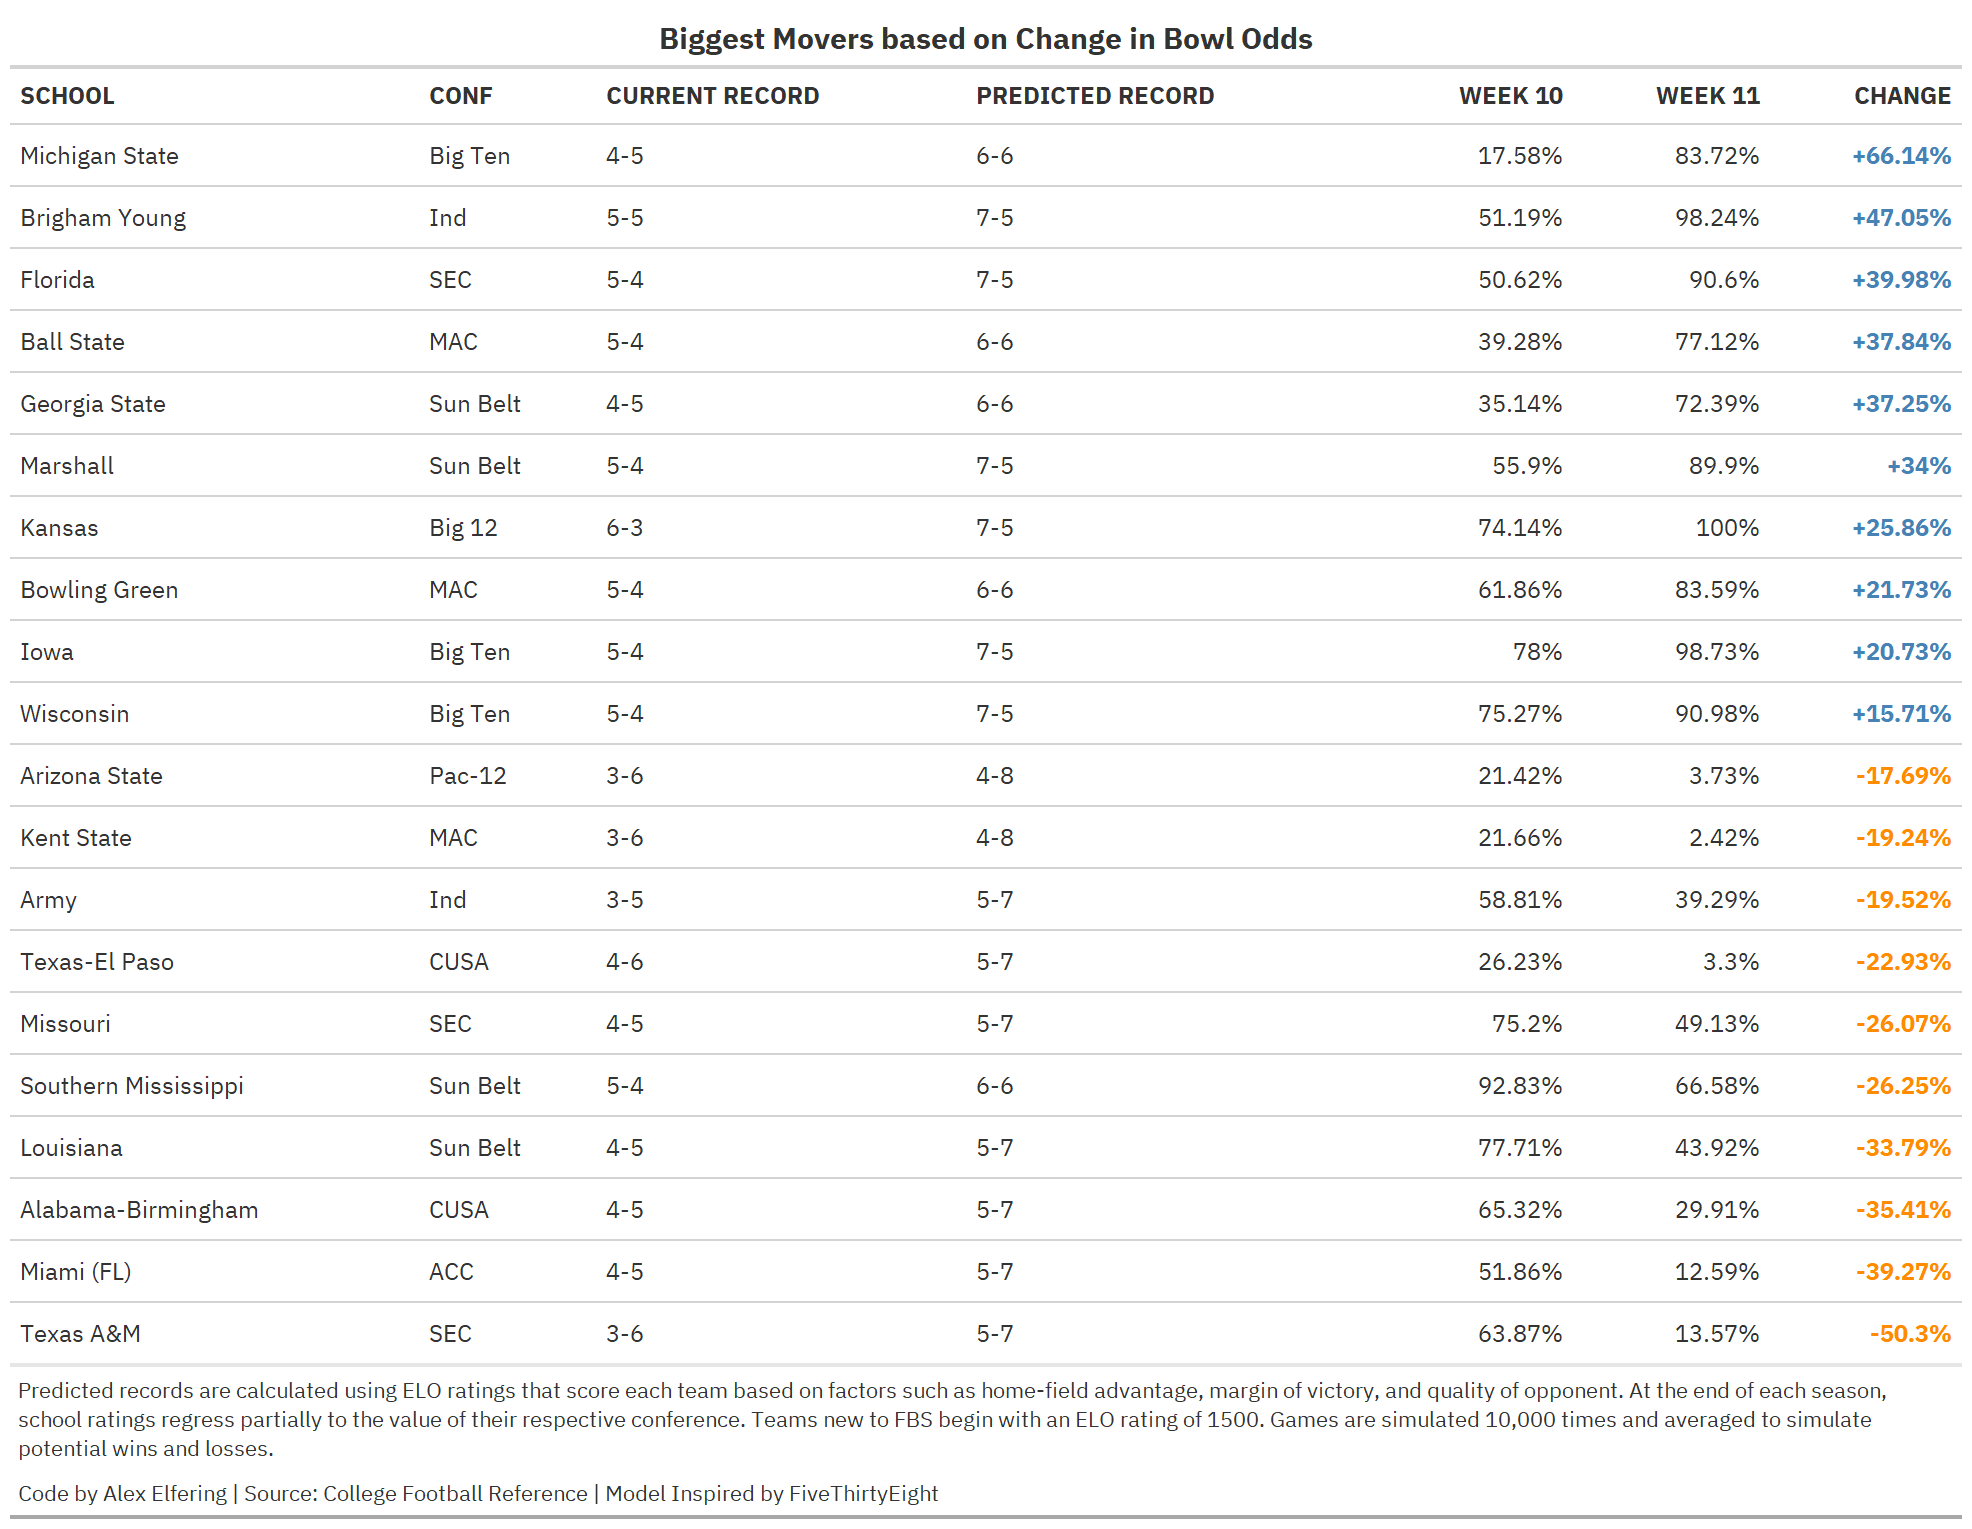 Biggest Movers based on Change in Bowl Odds
SCHOOL CONF CURRENT RECORD PREDICTED RECORD WEEK 10 WEEK 11 CHANGE
Michigan State Big Ten 4-5 6-6 17.58% 83.72% +66.14%
Brigham Young Ind 5-5 7-5 51.19% 98.24% +47.05%
Florida SEC 5-4 7-5 50.62% 90.6% +39.98%
Ball State MAC 5-4 6-6 39.28% 77.12% +37.84%
Georgia State Sun Belt 4-5 6-6 35.14% 72.39% +37.25%
Marshall Sun Belt 5-4 7-5 55.9% 89.9% +34%
Kansas Big 12 6-3 7-5 74.14% 100% +25.86%
Bowling Green MAC 5-4 6-6 61.86% 83.59% +21.73%
Iowa Big Ten 5-4 7-5 78% 98.73% +20.73%
Wisconsin Big Ten 5-4 7-5 75.27% 90.98% +15.71%
Arizona State Pac-12 3-6 4-8 21.42% 3.73% -17.69%
Kent State MAC 3-6 4-8 21.66% 2.42% -19.24%
Army Ind 3-5 5-7 58.81% 39.29% -19.52%
Texas-El Paso CUSA 4-6 5-7 26.23% 3.3% -22.93%
Missouri SEC 4-5 5-7 75.2% 49.13% -26.07%
Southern Mississippi Sun Belt 5-4 6-6 92.83% 66.58% -26.25%
Louisiana Sun Belt 4-5 5-7 77.71% 43.92% -33.79%
Alabama-Birmingham CUSA 4-5 5-7 65.32% 29.91% -35.41%
Miami (FL) ACC 4-5 5-7 51.86% 12.59% -39.27%
Texas A&M SEC 3-6 5-7 63.87% 13.57% -50.3%
Predicted records are calculated using ELO ratings that score each team based on factors such as home-field advantage, margin of victory, and quality of opponent. At the end of each season,
school ratings regress partially to the value of their respective conference. Teams new to FBS begin with an ELO rating of 1500. Games are simulated 10,000 times and averaged to simulate
potential wins and losses.
Code by Alex Elfering | Source: College Football Reference | Model Inspired by FiveThirtyEight